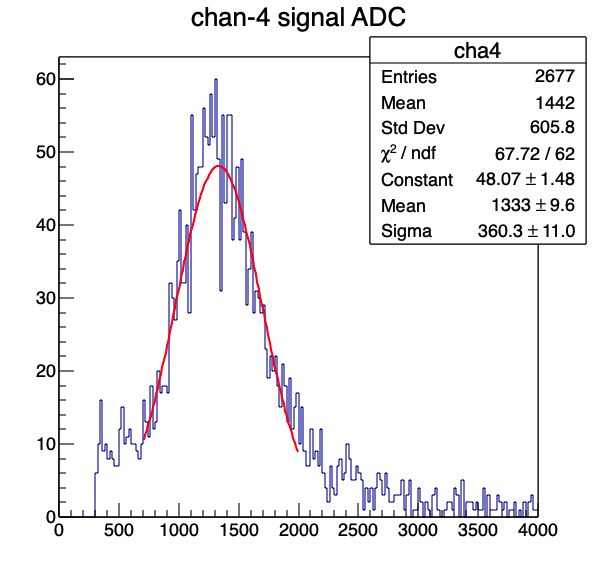 chan-4 signal ADC
cha4
Entries 2677
Mean 1442
Std Dev 605.8
χ² / ndf 67.72 / 62
Constant 48.07 ± 1.48
Mean 1333 ± 9.6
Sigma 360.3 ± 11.0
60
50
40
30
20
10
0
0 500 1000 1500 2000 2500 3000 3500 4000